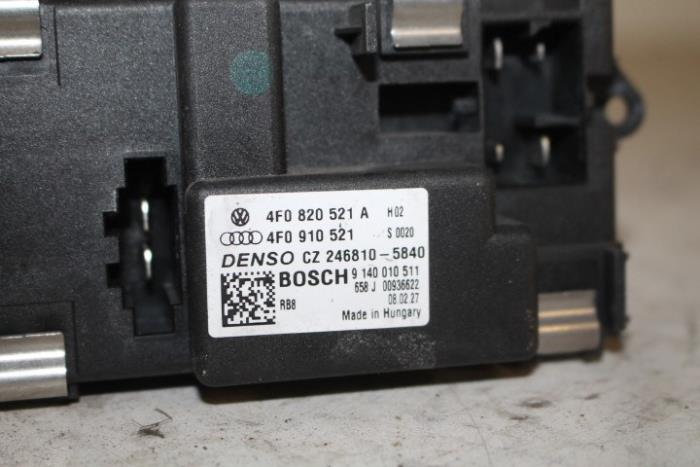 4F0 820 521 A H02
4F0 910 521 S 0020
DENSO CZ 246810-5840
BOSCH 9 140 010 511
658 J 00936622
RB8 08.02.27
Made in Hungary